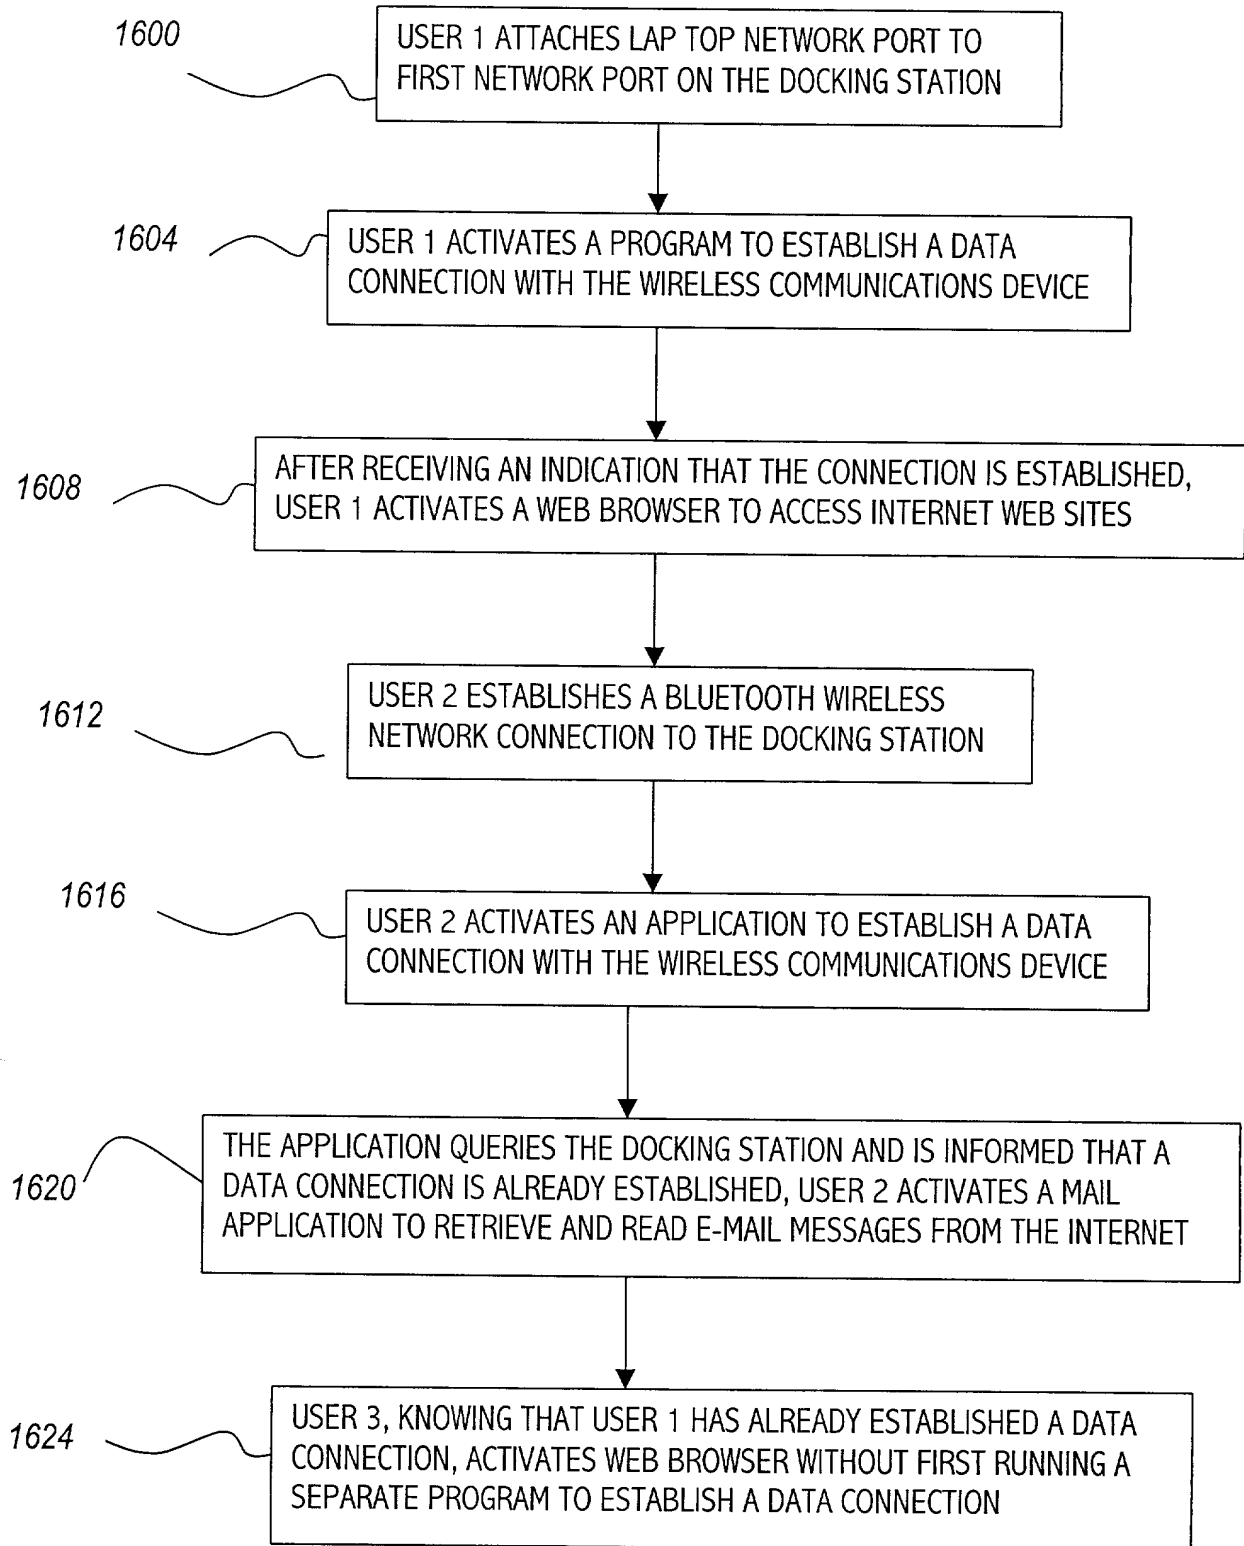 1600
USER 1 ATTACHES LAP TOP NETWORK PORT TO
FIRST NETWORK PORT ON THE DOCKING STATION
1604
USER 1 ACTIVATES A PROGRAM TO ESTABLISH A DATA
CONNECTION WITH THE WIRELESS COMMUNICATIONS DEVICE
1608
AFTER RECEIVING AN INDICATION THAT THE CONNECTION IS ESTABLISHED,
USER 1 ACTIVATES A WEB BROWSER TO ACCESS INTERNET WEB SITES
1612
USER 2 ESTABLISHES A BLUETOOTH WIRELESS
NETWORK CONNECTION TO THE DOCKING STATION
1616
USER 2 ACTIVATES AN APPLICATION TO ESTABLISH A DATA
CONNECTION WITH THE WIRELESS COMMUNICATIONS DEVICE
1620
THE APPLICATION QUERIES THE DOCKING STATION AND IS INFORMED THAT A
DATA CONNECTION IS ALREADY ESTABLISHED, USER 2 ACTIVATES A MAIL
APPLICATION TO RETRIEVE AND READ E-MAIL MESSAGES FROM THE INTERNET
1624
USER 3, KNOWING THAT USER 1 HAS ALREADY ESTABLISHED A DATA
CONNECTION, ACTIVATES WEB BROWSER WITHOUT FIRST RUNNING A
SEPARATE PROGRAM TO ESTABLISH A DATA CONNECTION